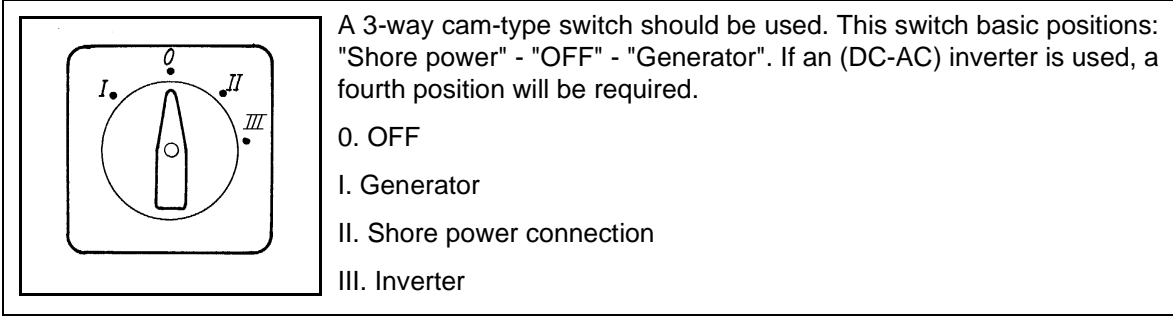 0
I
II
III
A 3-way cam-type switch should be used. This switch basic positions:
"Shore power" - "OFF" - "Generator". If an (DC-AC) inverter is used, a
fourth position will be required.
0. OFF
I. Generator
II. Shore power connection
III. Inverter